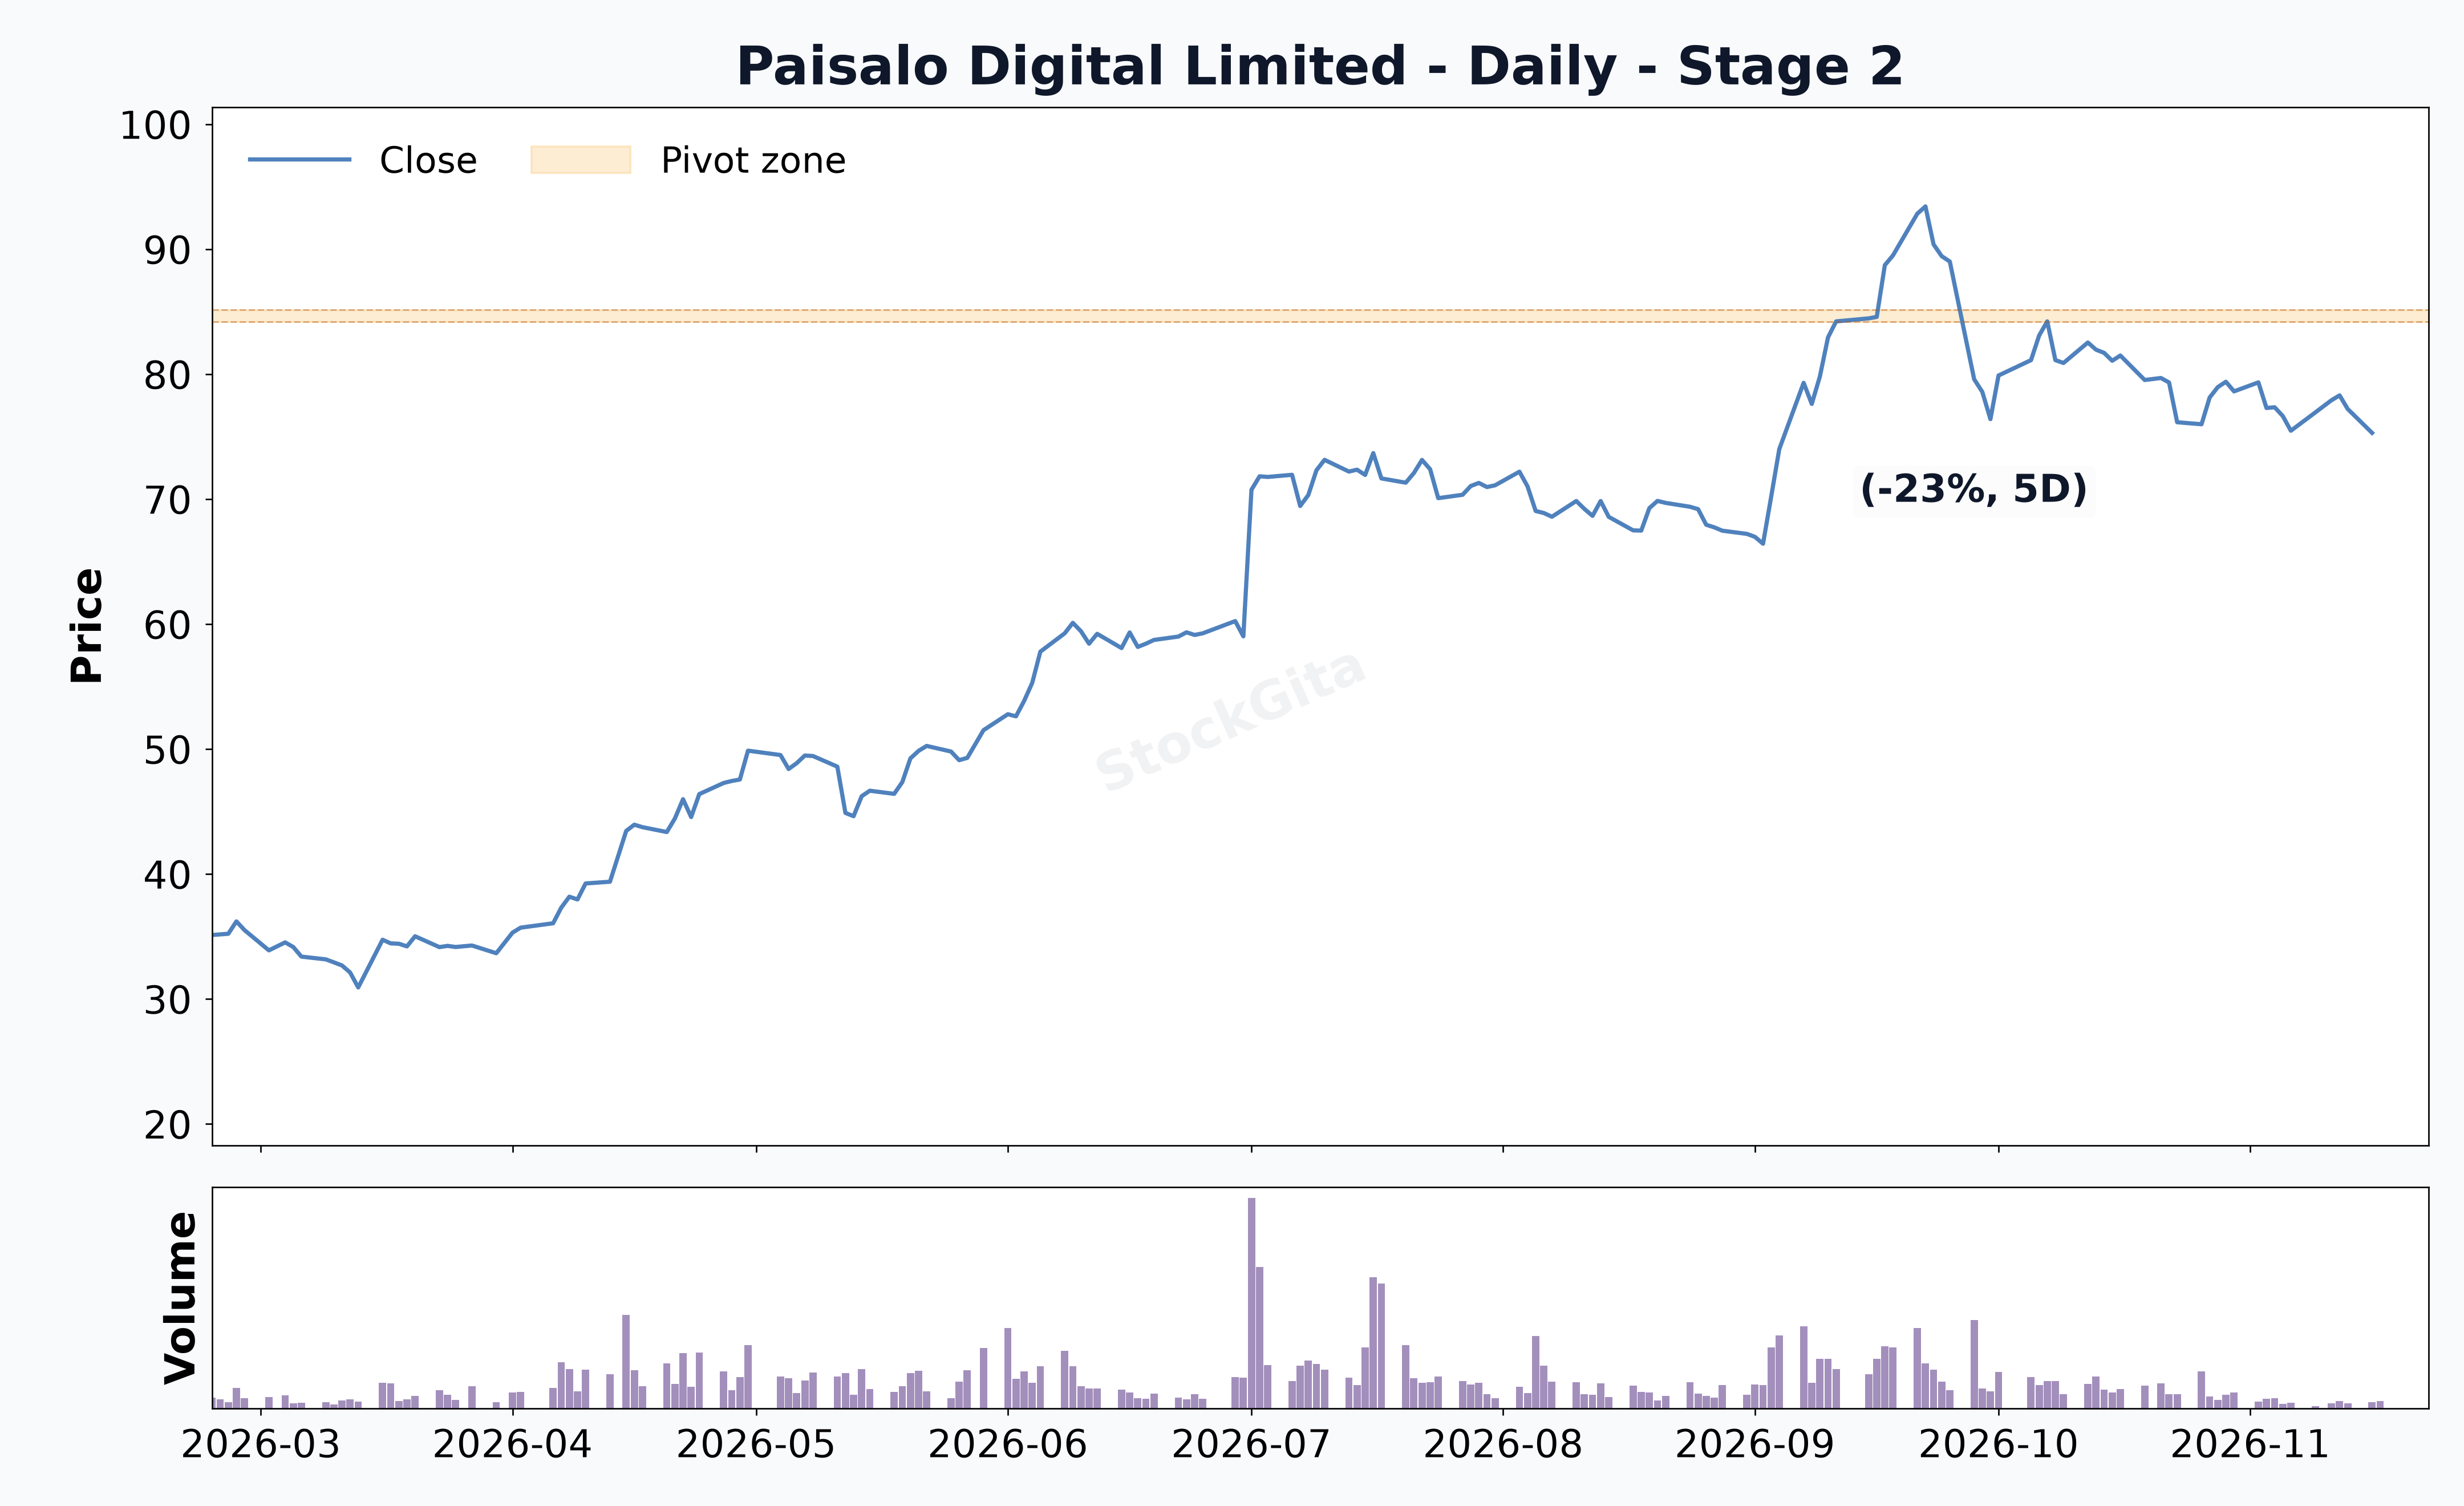 Paisalo Digital Limited - Daily - Stage 2
Close
Pivot zone
100
90
80
70
60
50
40
30
20
Price
(-23%, 5D)
StockGita
Volume
2026-03
2026-04
2026-05
2026-06
2026-07
2026-08
2026-09
2026-10
2026-11